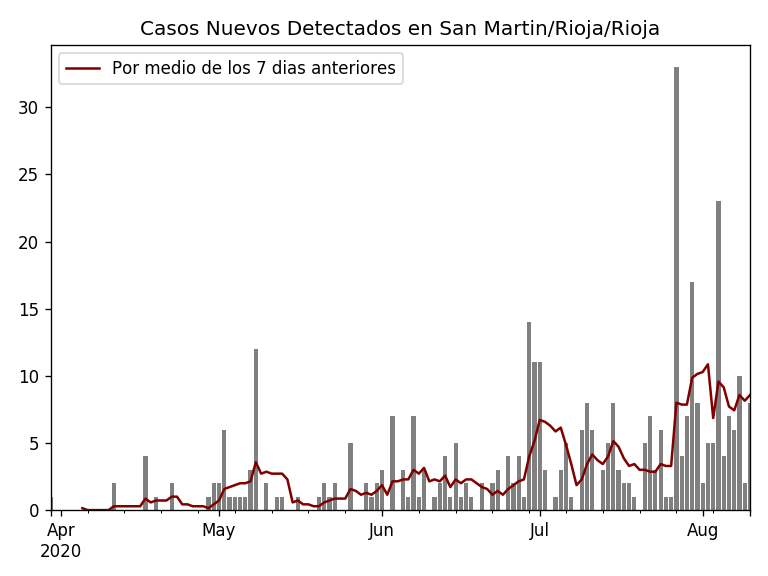 Casos Nuevos Detectados en San Martin/Rioja/Rioja
Por medio de los 7 dias anteriores
30
25
20
15
10
5
0
Apr May Jun Jul Aug
2020